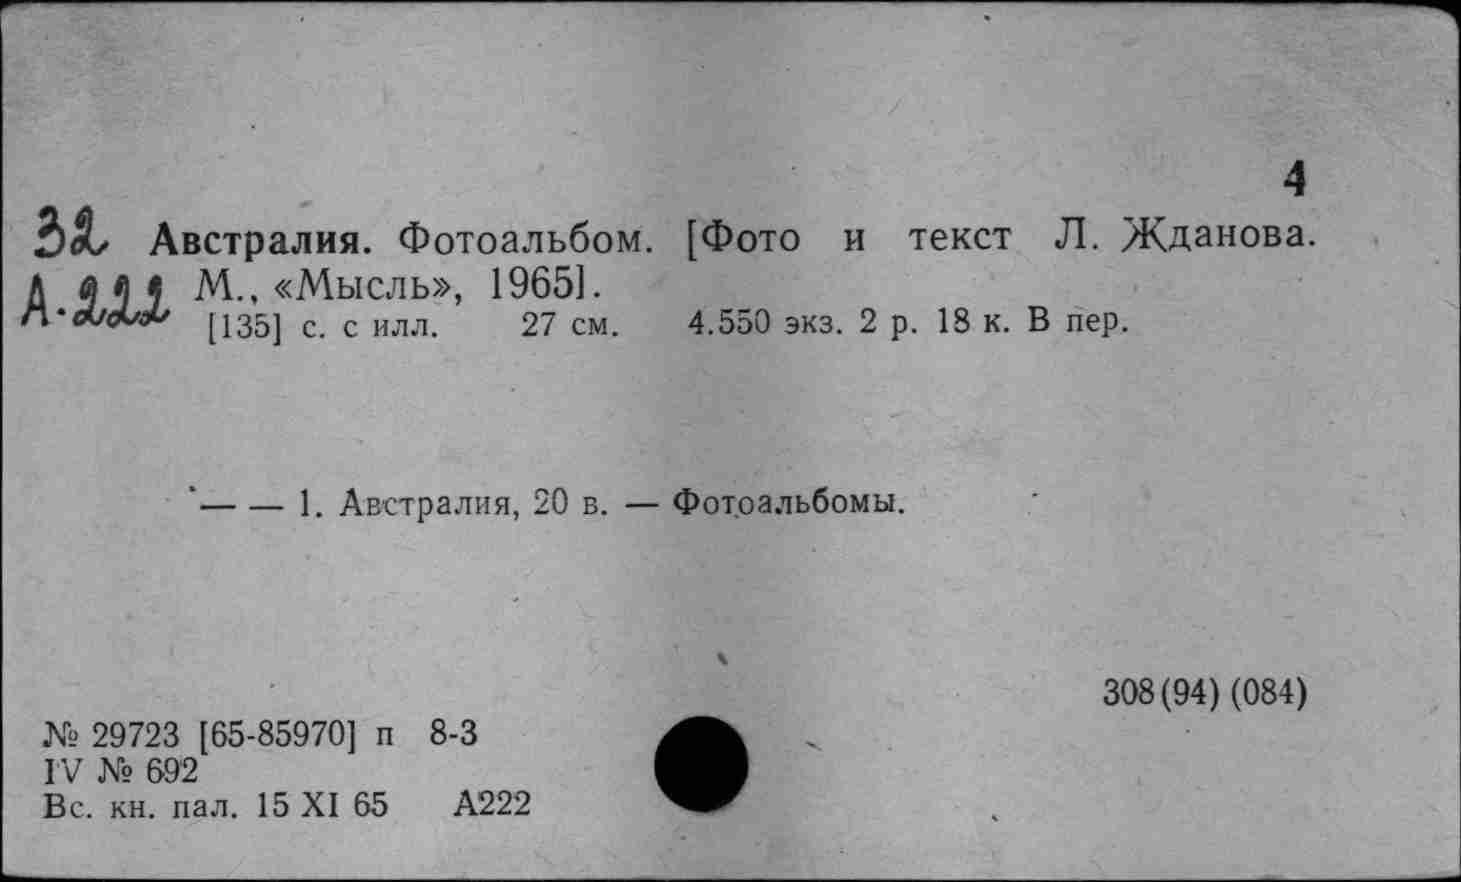 4
32 Австралия. Фотоальбом. [Фото и текст Л. Жданова.
А.222 М., «Мысль», 1965].
[135] с. с илл. 27 см. 4.550 экз. 2 р. 18 к. В пер.
— — 1. Австралия, 20 в. — Фотоальбомы.
308(94) (084)
№ 29723 [65-85970] п 8-3
IV № 692
Вс. кн. пал. 15 XI 65 А222